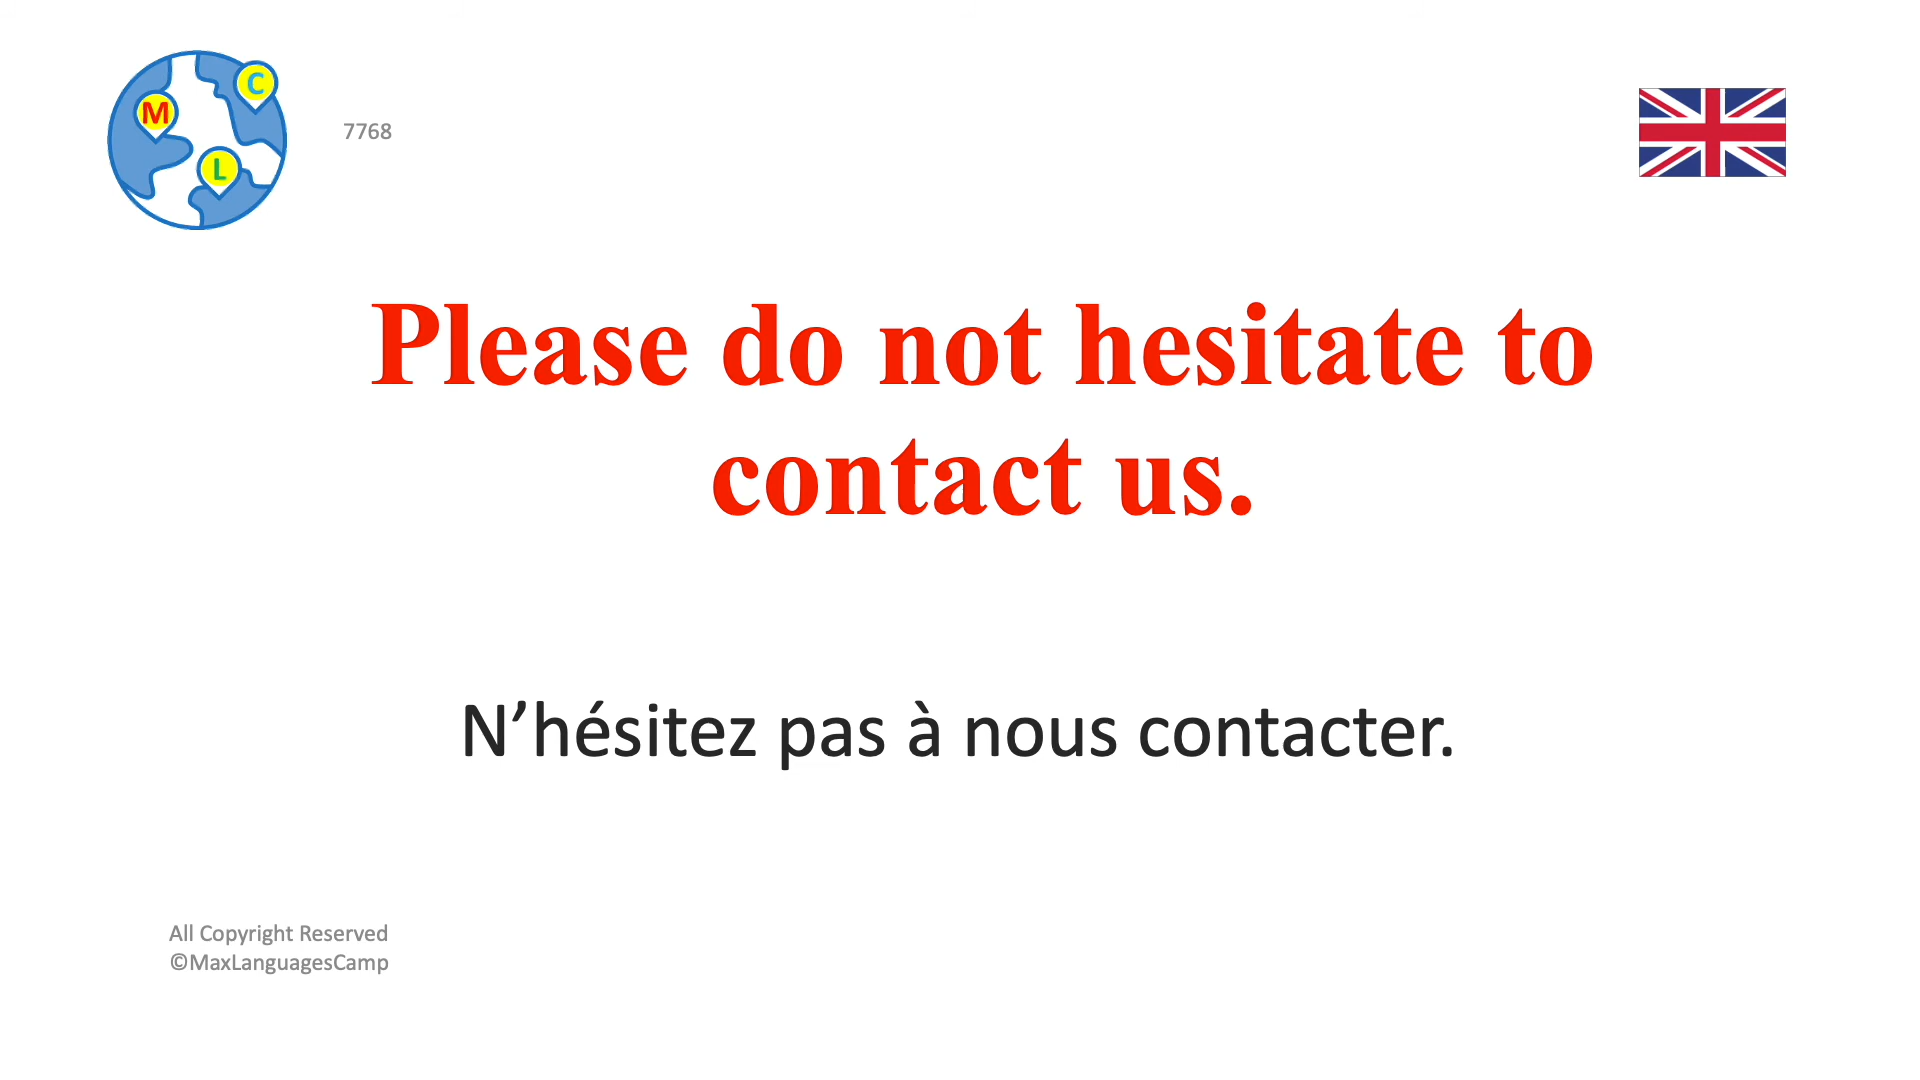 M
C
L
7768
Please do not hesitate to
contact us.
N’hésitez pas à nous contacter.
All Copyright Reserved
©MaxLanguagesCamp